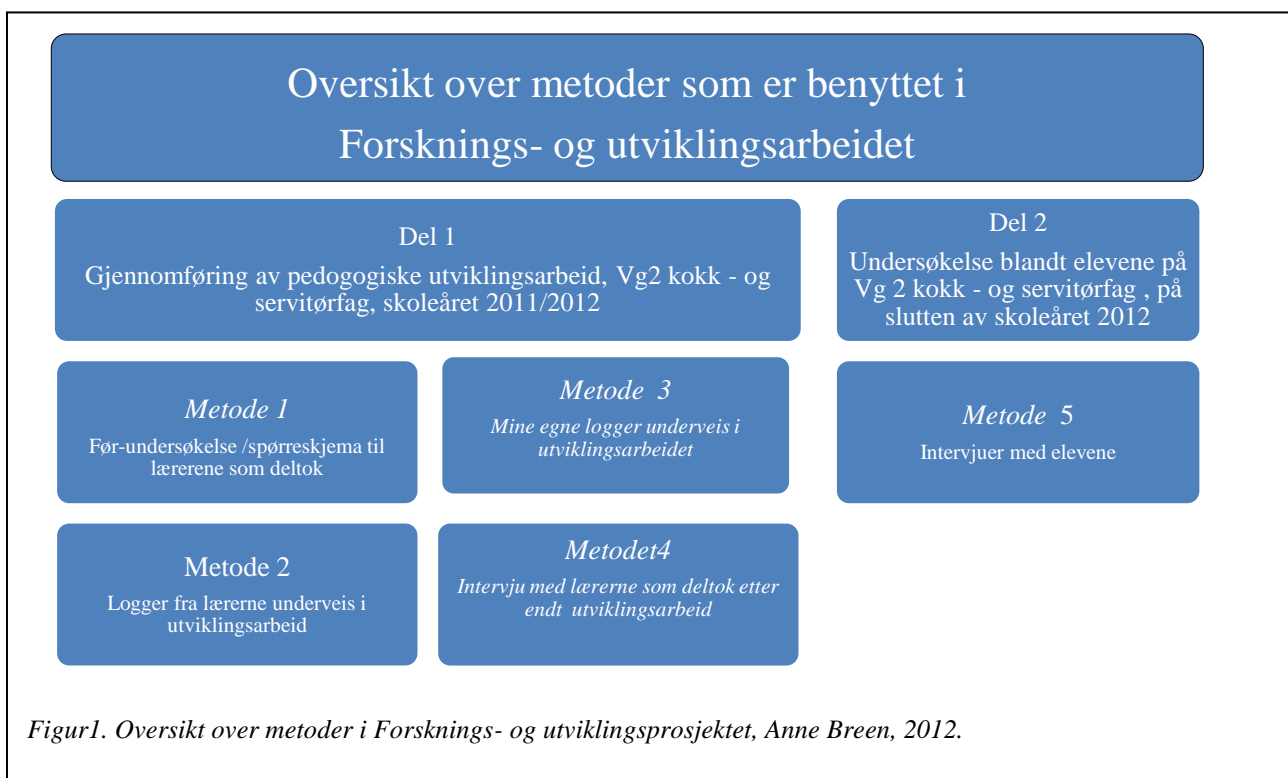 Oversikt over metoder som er benyttet i
Forsknings- og utviklingsarbeidet
Del 1
Gjennomføring av pedogogiske utviklingsarbeid, Vg2 kokk - og
servitørfag, skoleåret 2011/2012
Del 2
Undersøkelse blandt elevene på
Vg 2 kokk - og servitørfag , på
slutten av skoleåret 2012
Metode 1
Før-undersøkelse /spørreskjema til
lærerene som deltok
Metode 3
Mine egne logger underveis i
utviklingsarbeidet
Metode 5
Intervjuer med elevene
Metode 2
Logger fra lærerne underveis i
utviklingsarbeid
Metodet4
Intervju med lærerne som deltok etter
endt utviklingsarbeid
Figur1. Oversikt over metoder i Forsknings- og utviklingsprosjektet, Anne Breen, 2012.